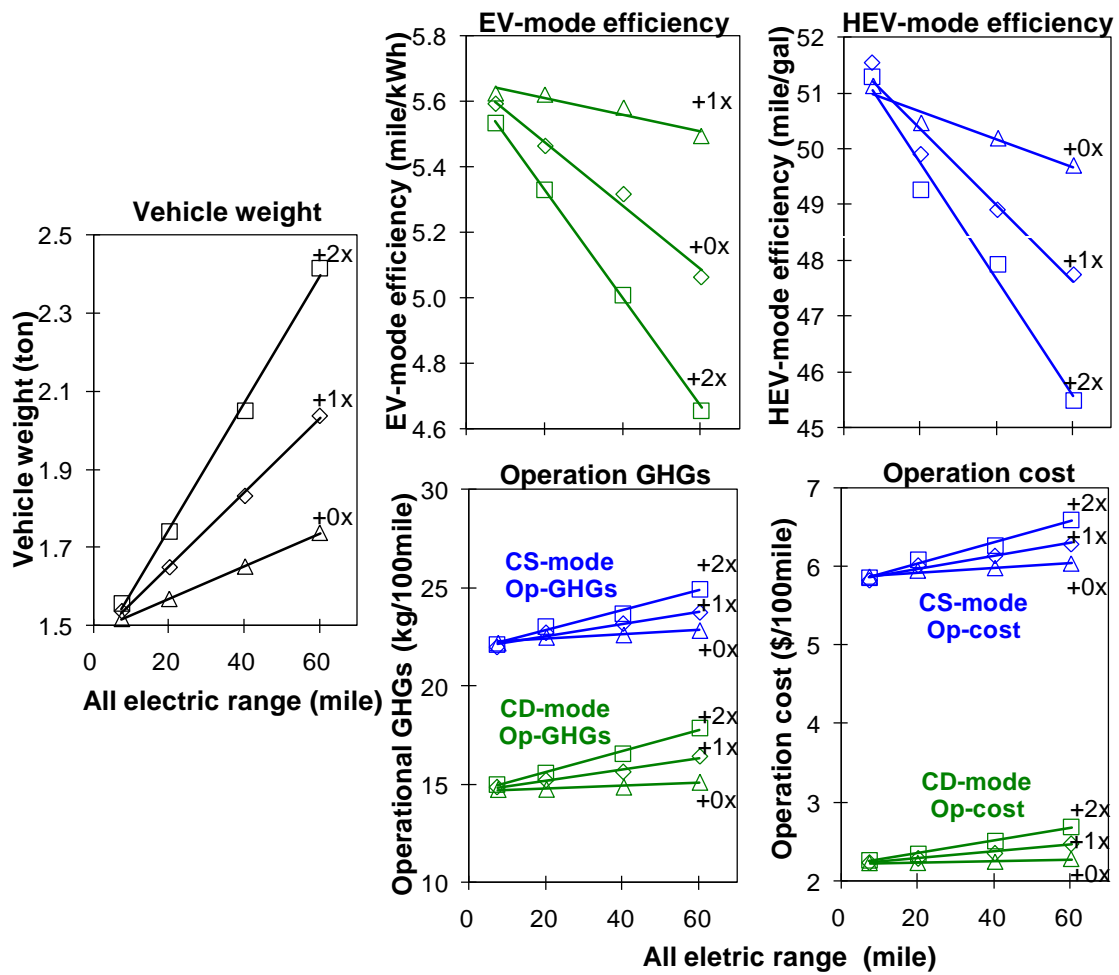 Vehicle weight
Vehicle weight (ton)
2.5
2.3
2.1
1.9
1.7
1.5
+2x
+1x
+0x
0 20 40 60
All electric range (mile)
EV-mode efficiency
EV-mode efficiency (mile/kWh)
5.8
5.6
5.4
5.2
5.0
4.8
4.6
+1x
+0x
+2x
HEV-mode efficiency
HEV-mode efficiency (mile/gal)
52
51
50
49
48
47
46
45
+0x
+1x
+2x
Operation GHGs
Operational GHGs (kg/100mile)
30
25
20
15
10
CS-mode
Op-GHGs
+2x
+1x
+0x
CD-mode
Op-GHGs
+2x
+1x
+0x
0 20 40 60
Operation cost
Operation cost ($/100mile)
7
6
5
4
3
2
+2x
+1x
+0x
CS-mode
Op-cost
CD-mode
Op-cost
+2x
+1x
+0x
0 20 40 60
All eletric range (mile)